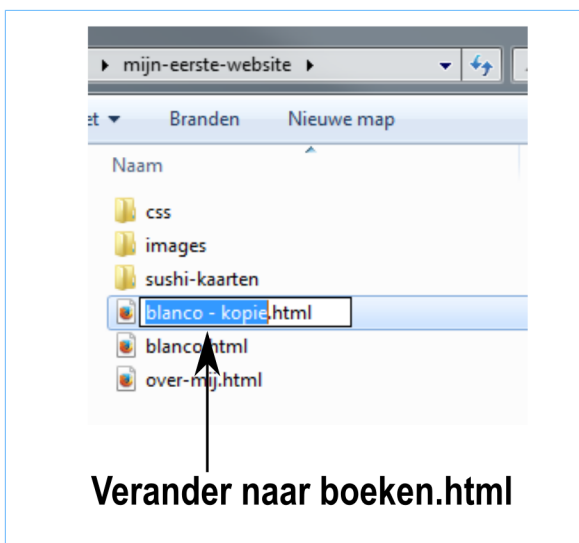 mijn-eerste-website
et Branden Nieuwe map
Naam
css
images
sushi-kaarten
blanco - kopie.html
blanco.html
over-mij.html
Verander naar boeken.html